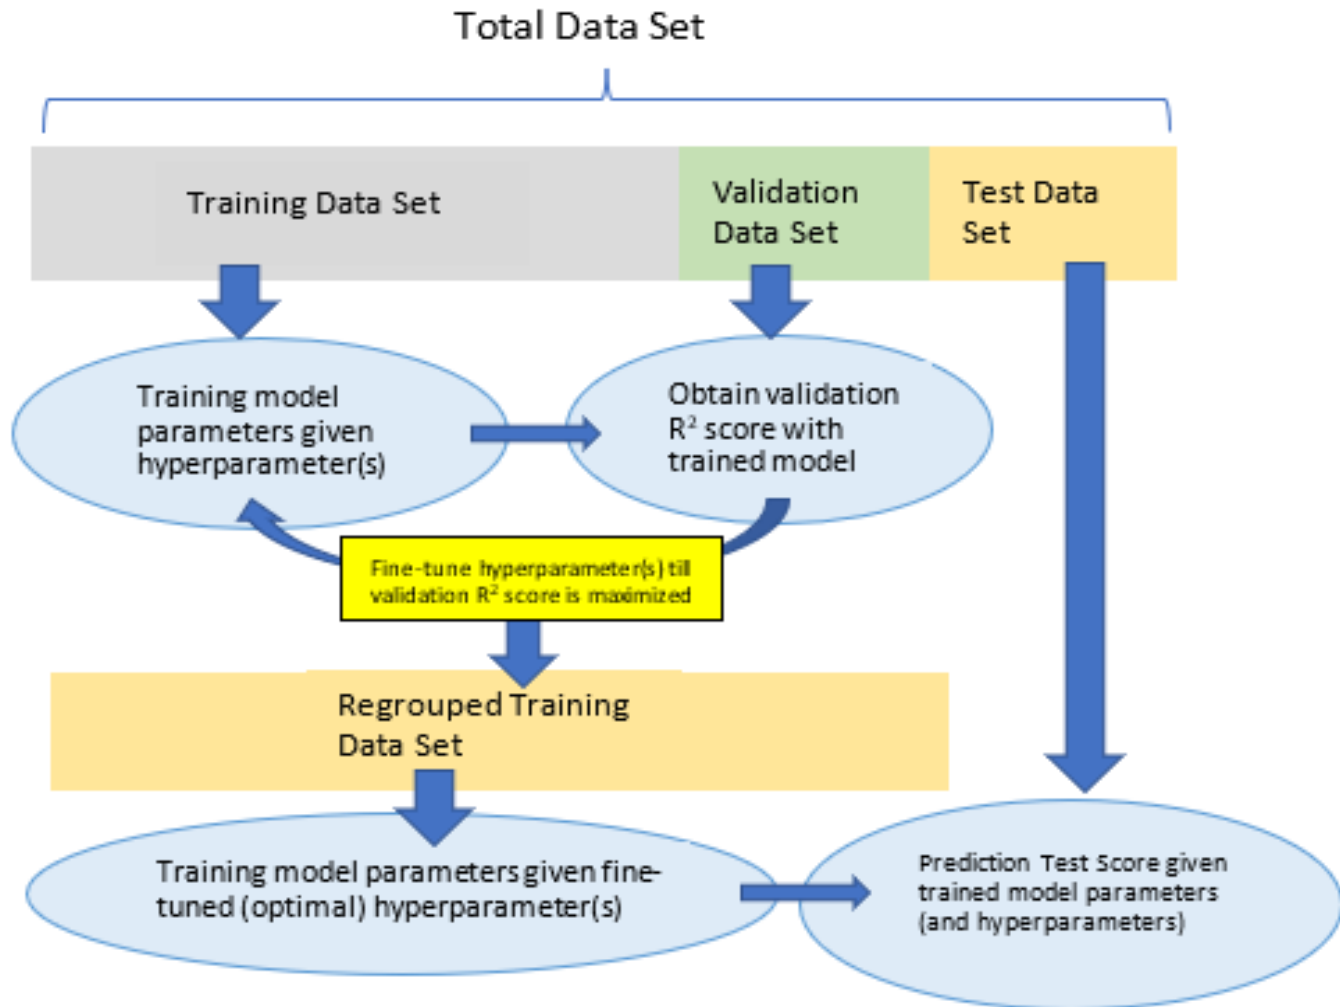 Total Data Set
Training Data Set
Validation
Data Set
Test Data
Set
Training model
parameters given
hyperparameter(s)
Obtain validation
R² score with
trained model
Fine-tune hyperparameter(s) till
validation R² score is maximized
Regrouped Training
Data Set
Training model parameters given fine-
tuned (optimal) hyperparameter(s)
Prediction Test Score given
trained model parameters
(and hyperparameters)